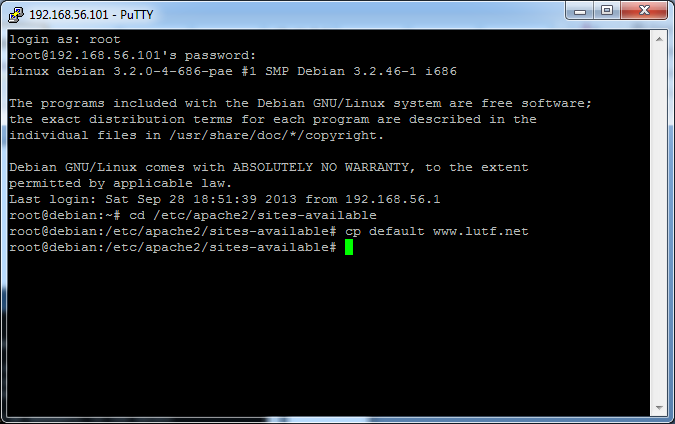 192.168.56.101 - PuTTY
login as: root
root@192.168.56.101's password:
Linux debian 3.2.0-4-686-pae #1 SMP Debian 3.2.46-1 i686
The programs included with the Debian GNU/Linux system are free software;
the exact distribution terms for each program are described in the
individual files in /usr/share/doc/*/copyright.
Debian GNU/Linux comes with ABSOLUTELY NO WARRANTY, to the extent
permitted by applicable law.
Last login: Sat Sep 28 18:51:39 2013 from 192.168.56.1
root@debian:~# cd /etc/apache2/sites-available
root@debian:/etc/apache2/sites-available# cp default www.lutf.net
root@debian:/etc/apache2/sites-available#